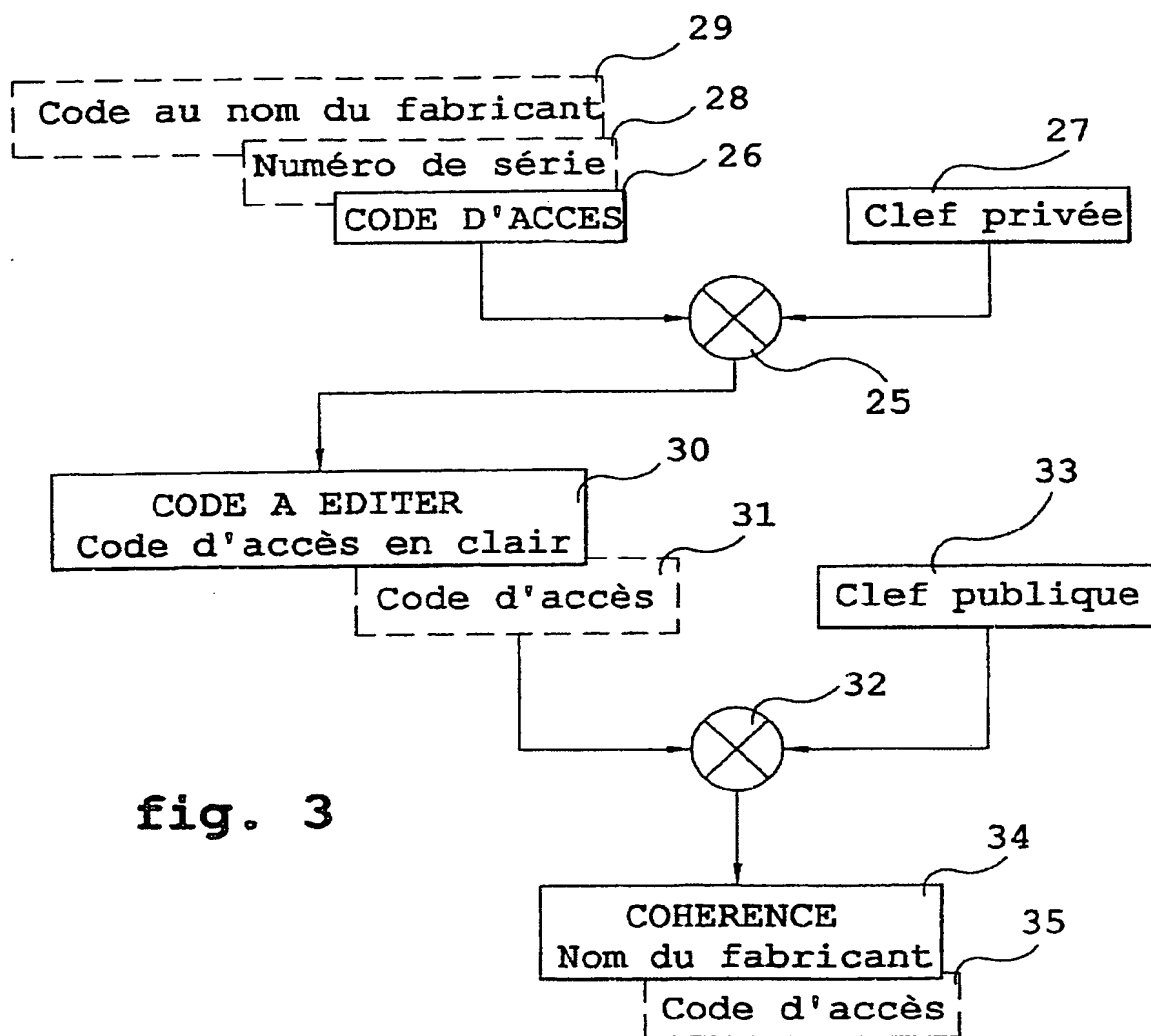 29
Code au nom du fabricant
28
Numéro de série
26
27
CODE D'ACCES
Clef privée
25
30
CODE A EDITER
Code d'accès en clair
31
33
Code d'accès
Clef publique
32
fig. 3
34
COHERENCE
Nom du fabricant
35
Code d'accès